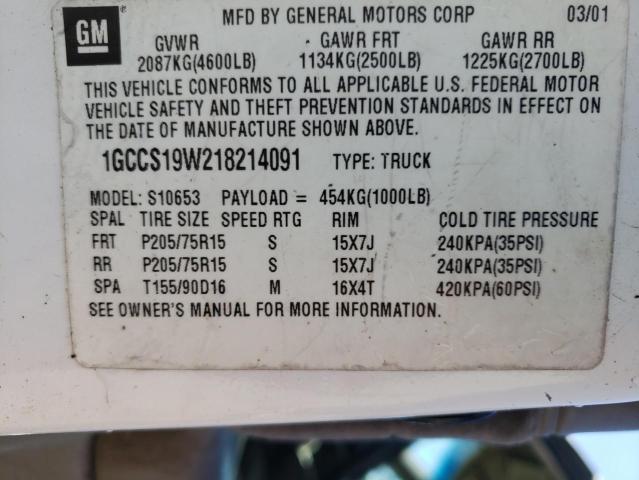 GM
MFD BY GENERAL MOTORS CORP 03/01
GVWR GAWR FRT GAWR RR
2087KG(4600LB) 1134KG(2500LB) 1225KG(2700LB)
THIS VEHICLE CONFORMS TO ALL APPLICABLE U.S. FEDERAL MOTOR
VEHICLE SAFETY AND THEFT PREVENTION STANDARDS IN EFFECT ON
THE DATE OF MANUFACTURE SHOWN ABOVE.
1GCCS19W218214091 TYPE: TRUCK
MODEL: S10653 PAYLOAD = 454KG(1000LB)
SPAL TIRE SIZE SPEED RTG RIM COLD TIRE PRESSURE
FRT P205/75R15 S 15X7J 240KPA(35PSI)
RR P205/75R15 S 15X7J 240KPA(35PSI)
SPA T155/90D16 M 16X4T 420KPA(60PSI)
SEE OWNER'S MANUAL FOR MORE INFORMATION.